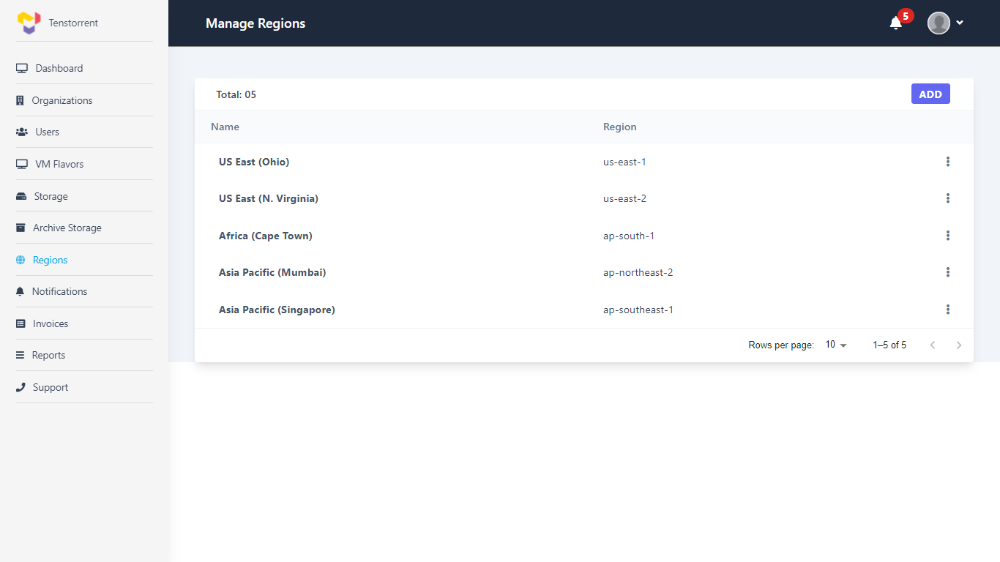 Tenstorrent
Manage Regions
5
Dashboard
Organizations
Users
VM Flavors
Storage
Archive Storage
Regions
Notifications
Invoices
Reports
Support
Total: 05
ADD
Name Region
US East (Ohio) us-east-1
US East (N. Virginia) us-east-2
Africa (Cape Town) ap-south-1
Asia Pacific (Mumbai) ap-northeast-2
Asia Pacific (Singapore) ap-southeast-1
Rows per page: 10 1–5 of 5